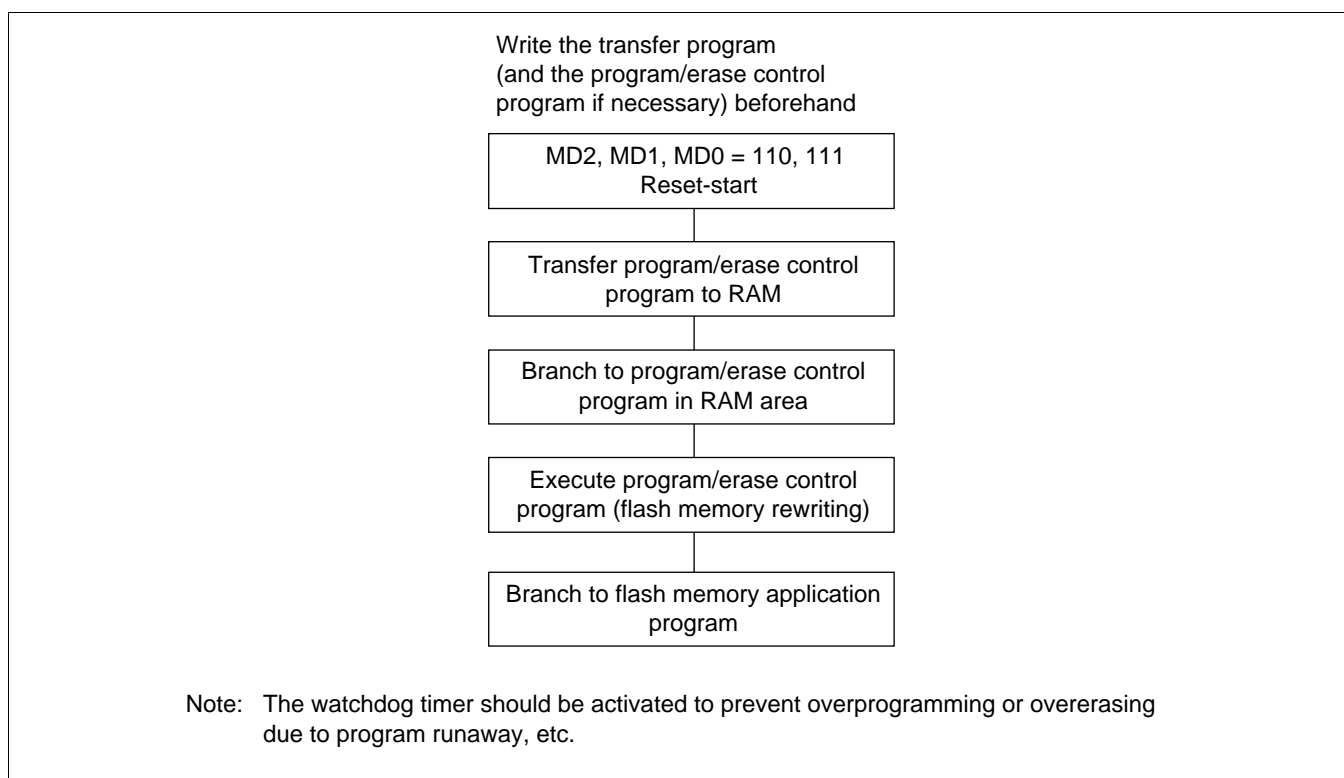 Write the transfer program
(and the program/erase control
program if necessary) beforehand
MD2, MD1, MD0 = 110, 111
Reset-start
Transfer program/erase control
program to RAM
Branch to program/erase control
program in RAM area
Execute program/erase control
program (flash memory rewriting)
Branch to flash memory application
program
Note: The watchdog timer should be activated to prevent overprogramming or overerasing
due to program runaway, etc.